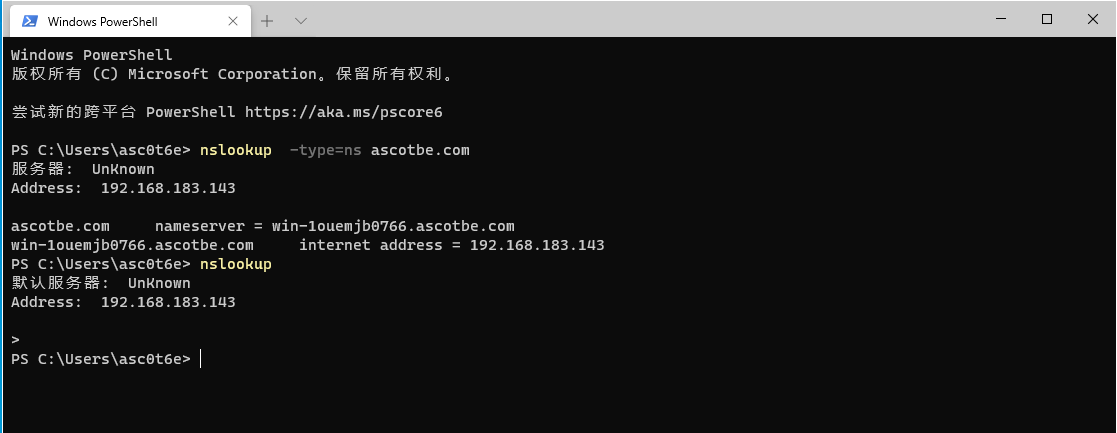 Windows PowerShell
Windows PowerShell
版权所有 (C) Microsoft Corporation。保留所有权利。
尝试新的跨平台 PowerShell https://aka.ms/pscore6
PS C:\Users\asc0t6e> nslookup  -type=ns ascotbe.com
服务器:  UnKnown
Address:  192.168.183.143
ascotbe.com     nameserver = win-1ouemjb0766.ascotbe.com
win-1ouemjb0766.ascotbe.com     internet address = 192.168.183.143
PS C:\Users\asc0t6e> nslookup
默认服务器:  UnKnown
Address:  192.168.183.143
>
PS C:\Users\asc0t6e>